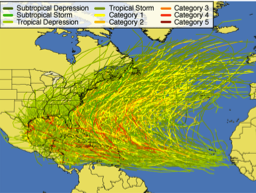 Subtropical Depression Tropical Storm Category 3
Subtropical Storm Category 1 Category 4
Tropical Depression Category 2 Category 5